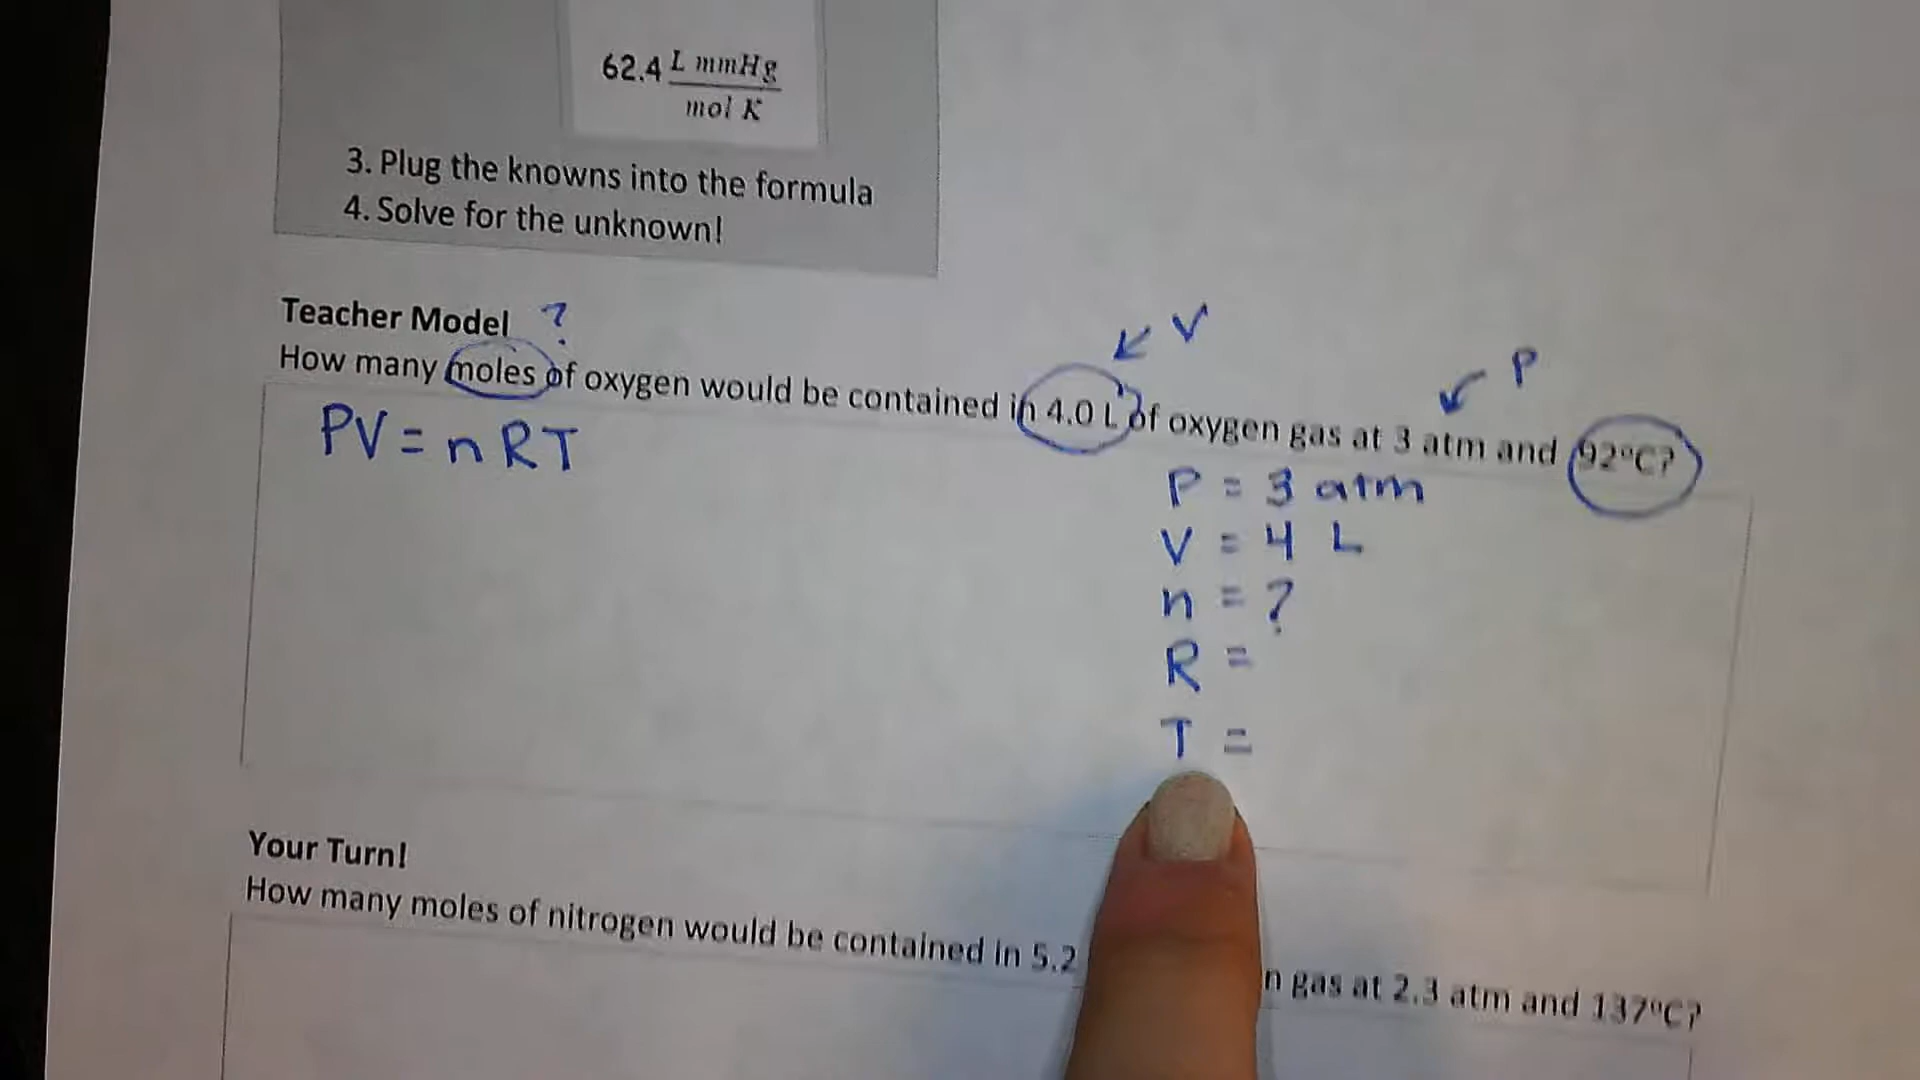 62.4 L mmHg
mol K
3. Plug the knowns into the formula
4. Solve for the unknown!
Teacher Model ?
V
P
How many moles of oxygen would be contained in 4.0 L of oxygen gas at 3 atm and 92°C?
PV = nRT
P = 3 atm
V = 4 L
n = ?
R =
T =
Your Turn!
How many moles of nitrogen would be contained in 5.2 n gas at 2.3 atm and 137°C?